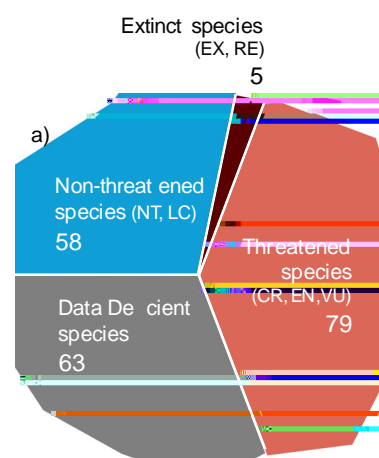 Extinct species
(EX, RE)
5
a)
Non-threat ened
species (NT, LC)
58
Threatened
species
(CR, EN,VU)
79
Data De cient
species
63